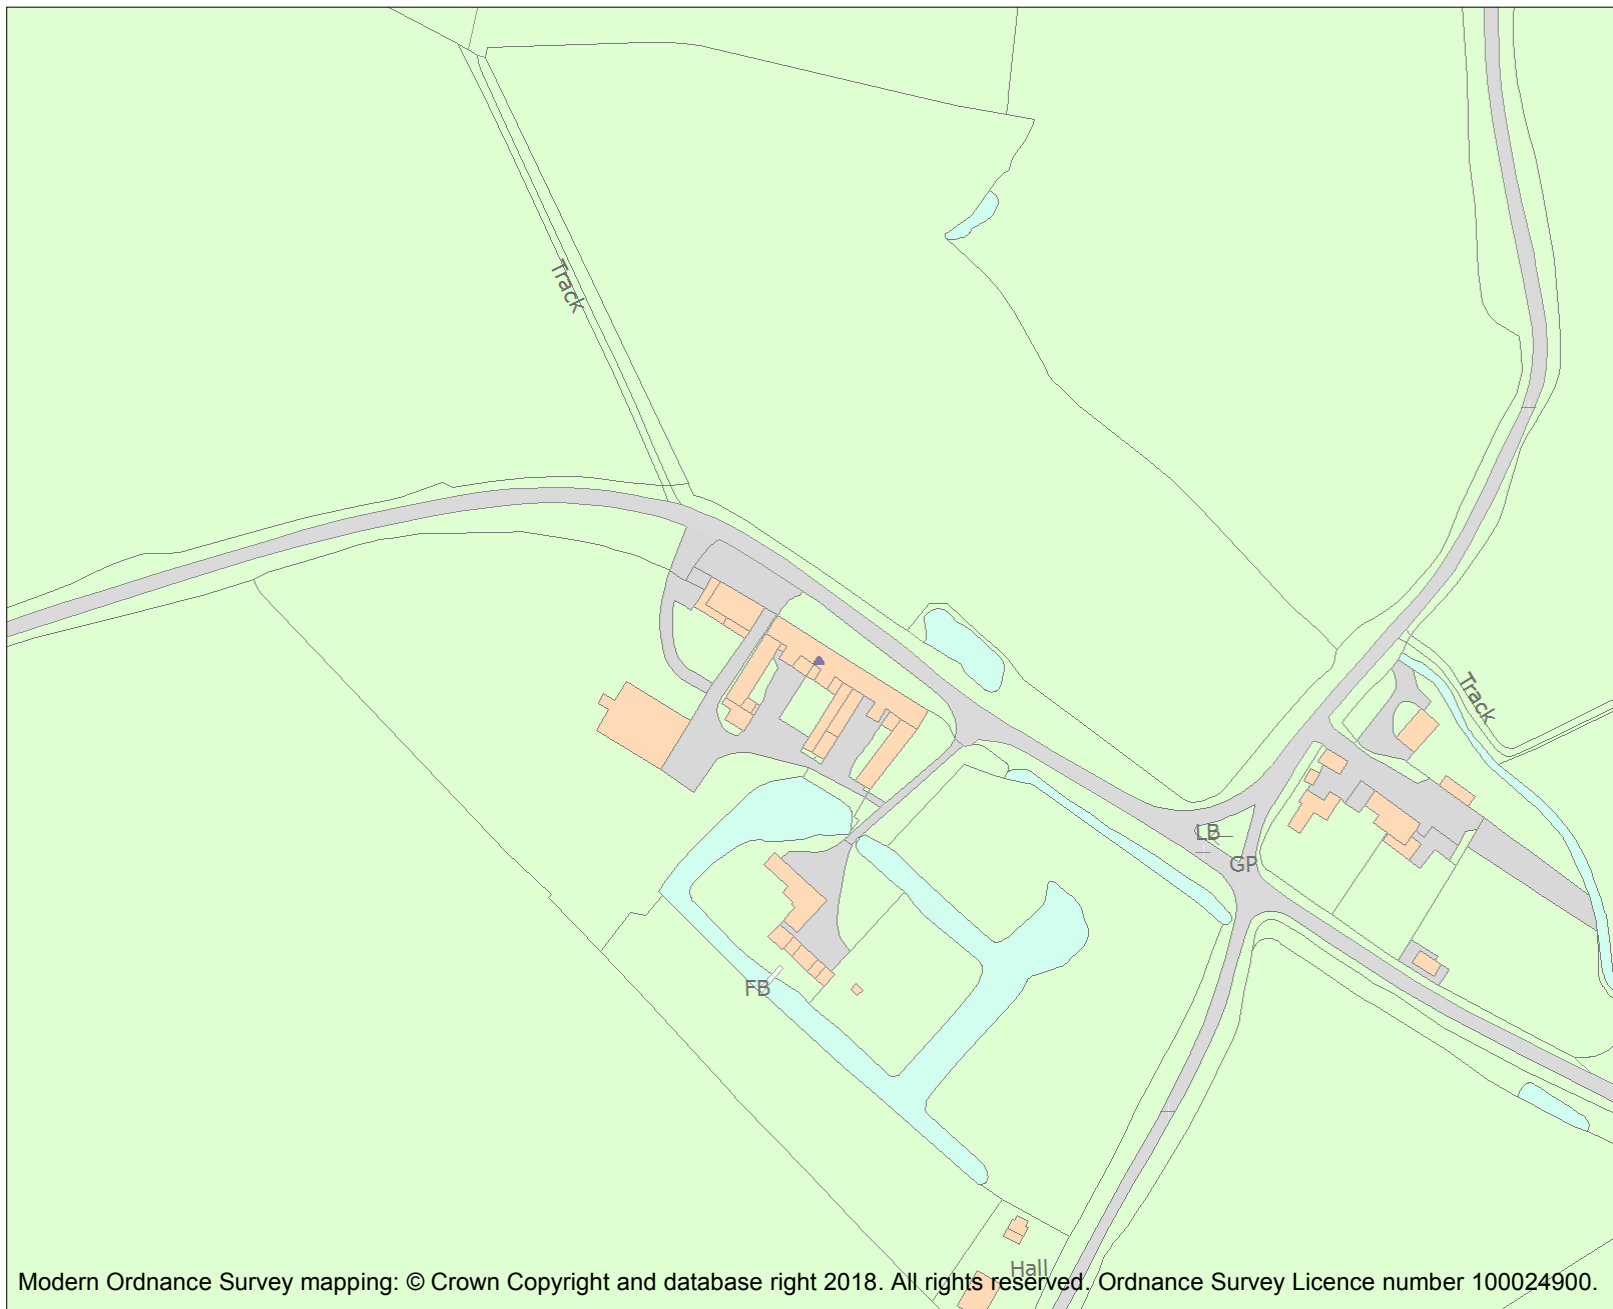 Track
Track
LB
GP
FB
Hall
Modern Ordnance Survey mapping: © Crown Copyright and database right 2018. All rights reserved. Ordnance Survey Licence number 100024900.